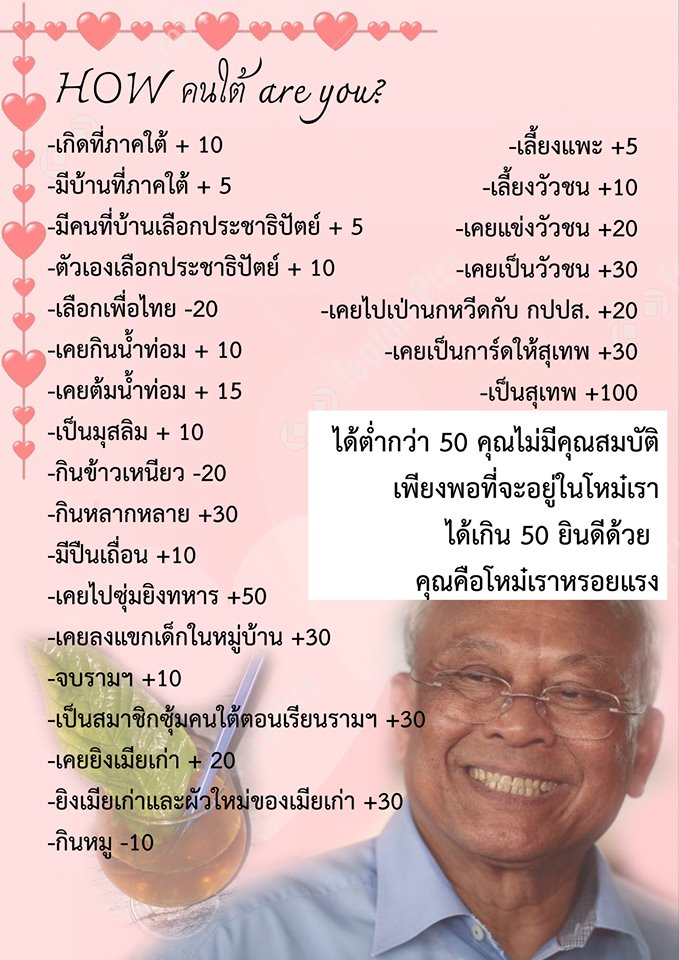 HOW คนใต้ are you?
-เกิดที่ภาคใต้ + 10
-มีบ้านที่ภาคใต้ + 5
-มีคนที่บ้านเลือกประชาธิปัตย์ + 5
-ตัวเองเลือกประชาธิปัตย์ + 10
-เลือกเพื่อไทย -20
-เคยกินน้ำท่อม + 10
-เคยต้มน้ำท่อม + 15
-เป็นมุสลิม + 10
-กินข้าวเหนียว -20
-กินหลากหลาย +30
-มีปืนเถื่อน +10
-เคยไปซุ่มยิงทหาร +50
-เคยลงแขกเด็กในหมู่บ้าน +30
-จบรามฯ +10
-เป็นสมาชิกซุ้มคนใต้ตอนเรียนรามฯ +30
-เคยยิงเมียเก่า + 20
-ยิงเมียเก่าและผัวใหม่ของเมียเก่า +30
-กินหมู -10
-เลี้ยงแพะ +5
-เลี้ยงวัวชน +10
-เคยแข่งวัวชน +20
-เคยเป็นวัวชน +30
-เคยไปเป่านกหวีดกับ กปปส. +20
-เคยเป็นการ์ดให้สุเทพ +30
-เป็นสุเทพ +100
ได้ต่ำกว่า 50 คุณไม่มีคุณสมบัติ
เพียงพอที่จะอยู่ในโหม๋เรา
ได้เกิน 50 ยินดีด้วย
คุณคือโหม๋เราหรอยแรง